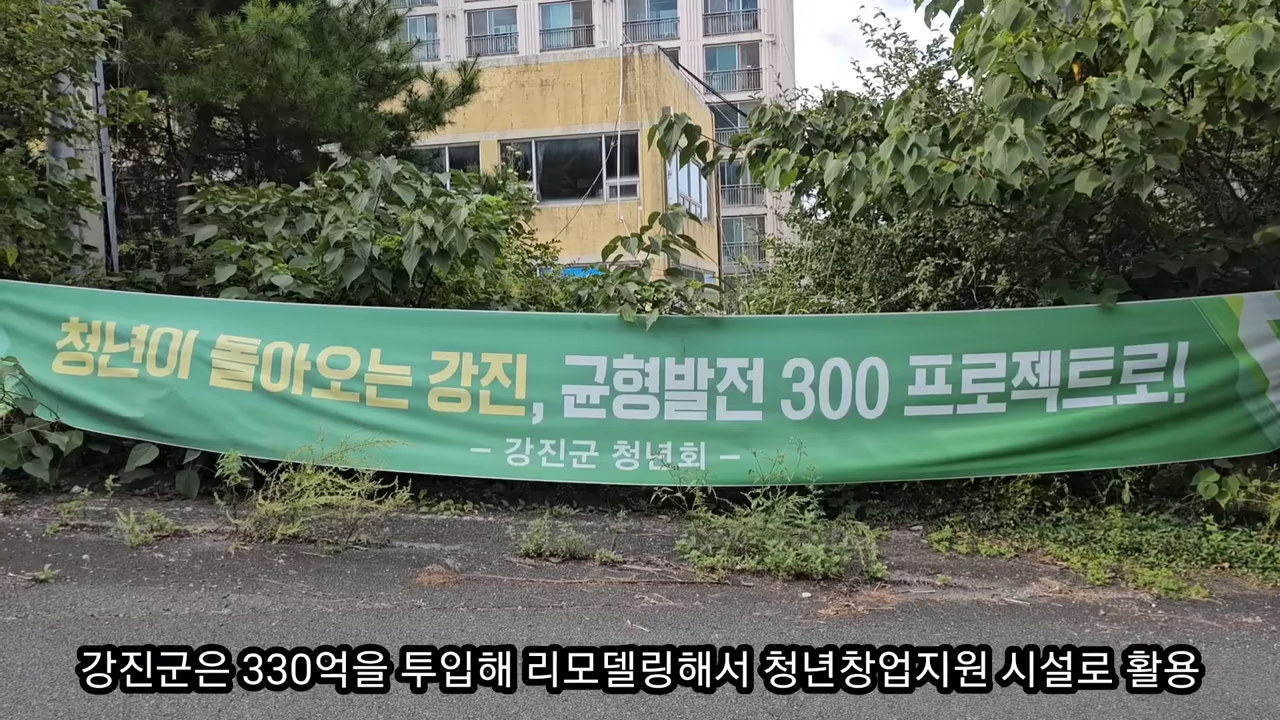 청년이 돌아오는 강진, 균형발전 300 프로젝트로!
- 강진군 청년회 -
강진군은 330억을 투입해 리모델링해서 청년창업지원 시설로 활용